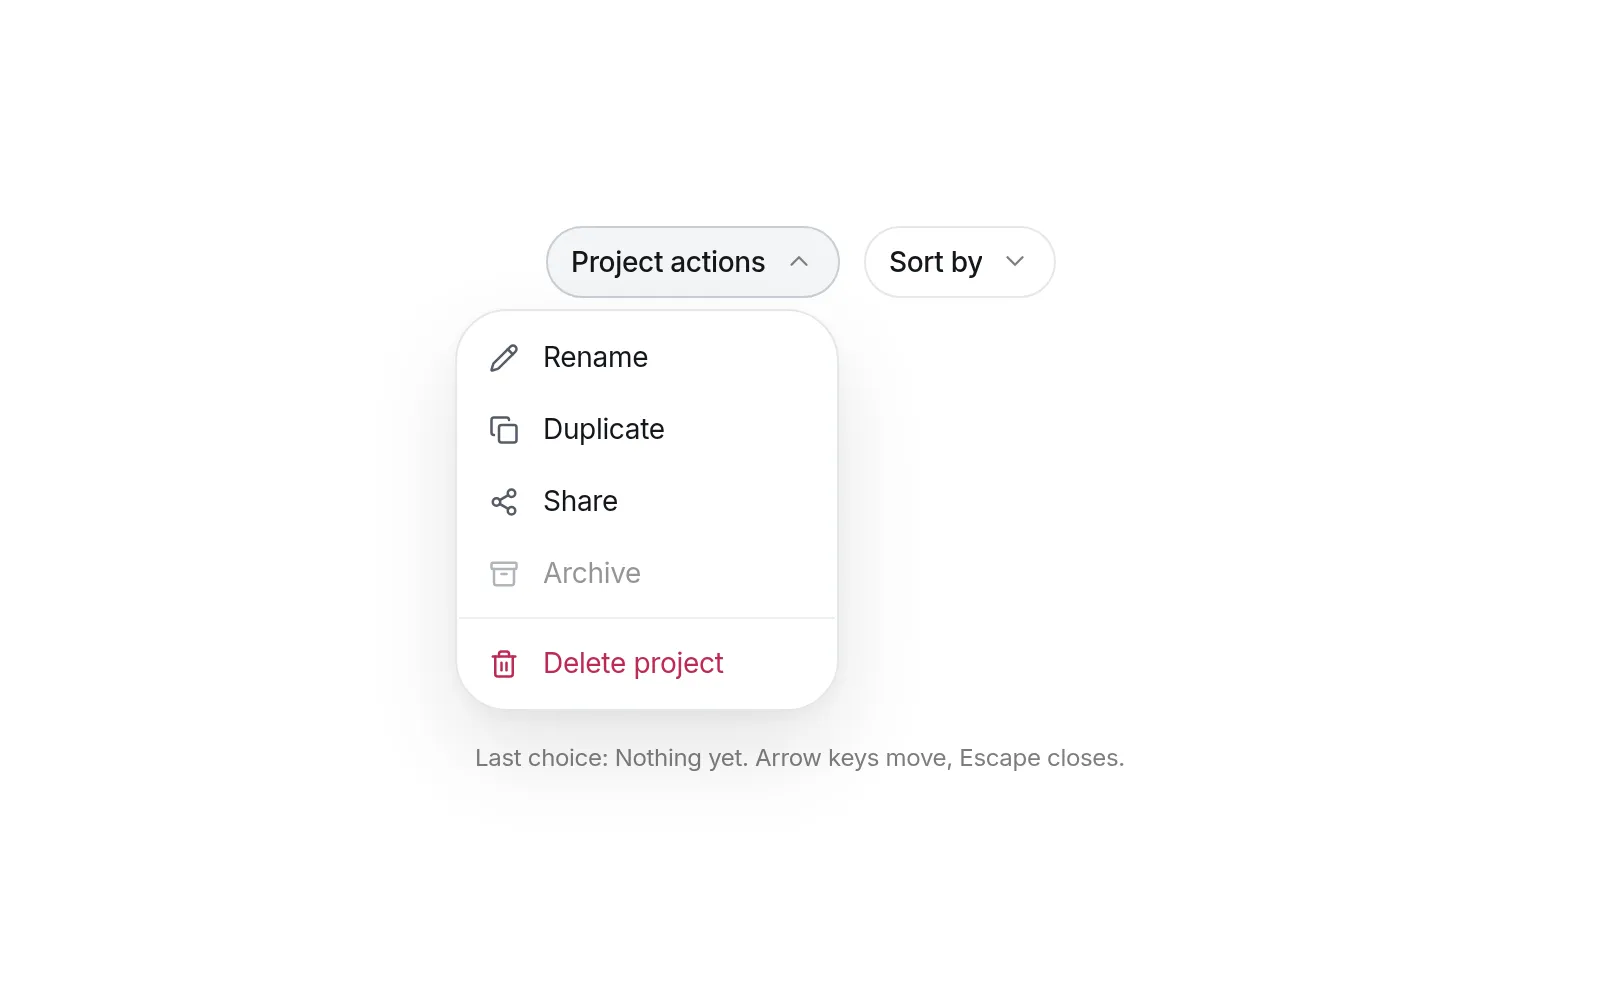 Project actions
Sort by
Rename
Duplicate
Share
Archive
Delete project
Last choice: Nothing yet. Arrow keys move, Escape closes.